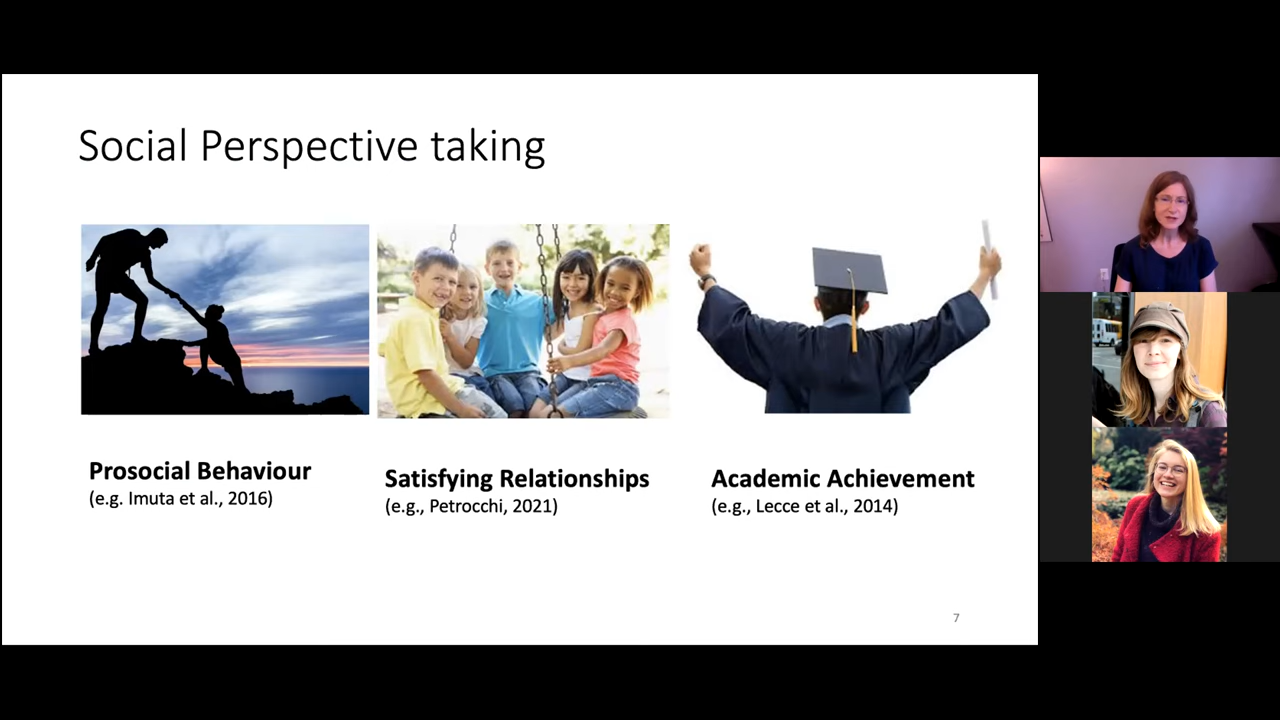 Social Perspective taking
Prosocial Behaviour
(e.g. Imuta et al., 2016)
Satisfying Relationships
(e.g., Petrocchi, 2021)
Academic Achievement
(e.g., Lecce et al., 2014)
7